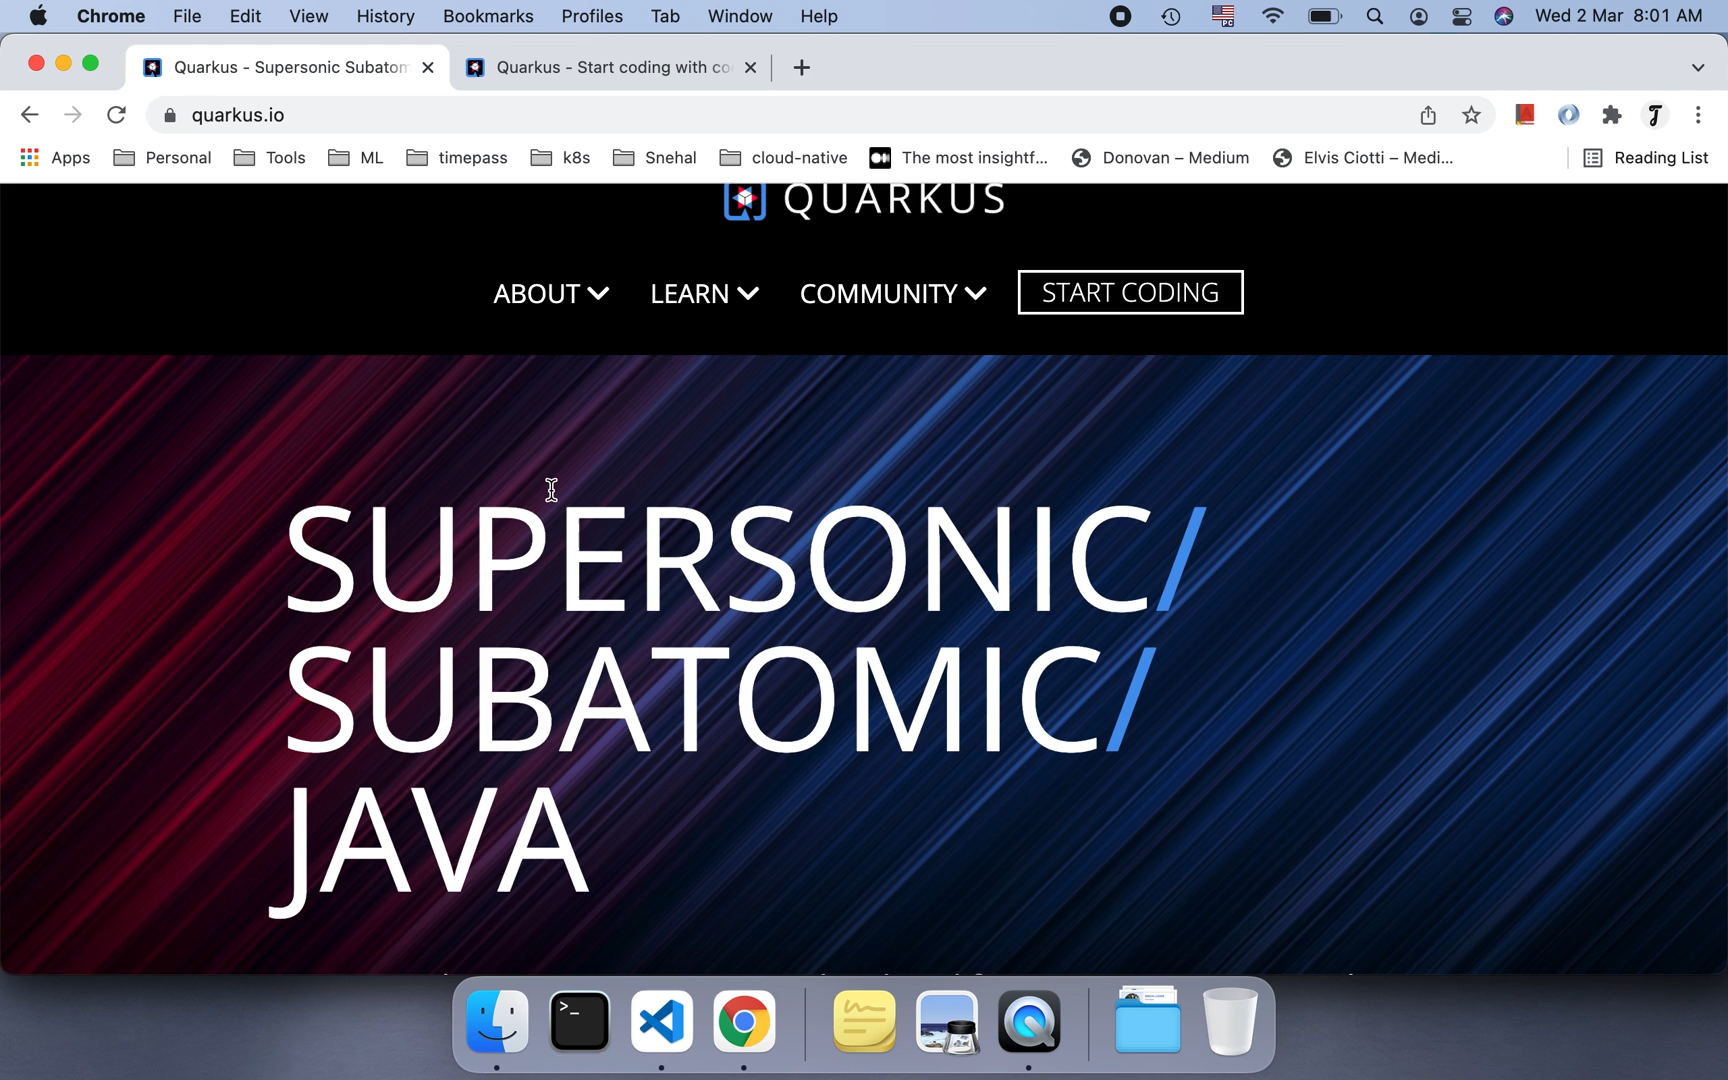 Chrome File Edit View History Bookmarks Profiles Tab Window Help PC Wed 2 Mar 8:01 AM
Quarkus - Supersonic Subatom Quarkus - Start coding with co
quarkus.io
Apps Personal Tools ML timepass k8s Snehal cloud-native The most insightf... Donovan – Medium Elvis Ciotti – Medi... Reading List
QUARKUS
ABOUT LEARN COMMUNITY START CODING
SUPERSONIC/
SUBATOMIC/
JAVA